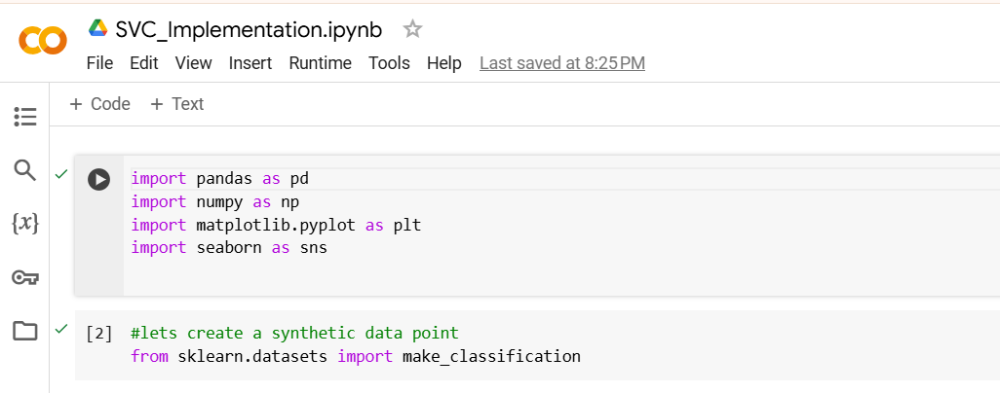 SVC_Implementation.ipynb
File Edit View Insert Runtime Tools Help Last saved at 8:25 PM
+ Code + Text
import pandas as pd
import numpy as np
import matplotlib.pyplot as plt
import seaborn as sns
[2] #lets create a synthetic data point
from sklearn.datasets import make_classification
{x}